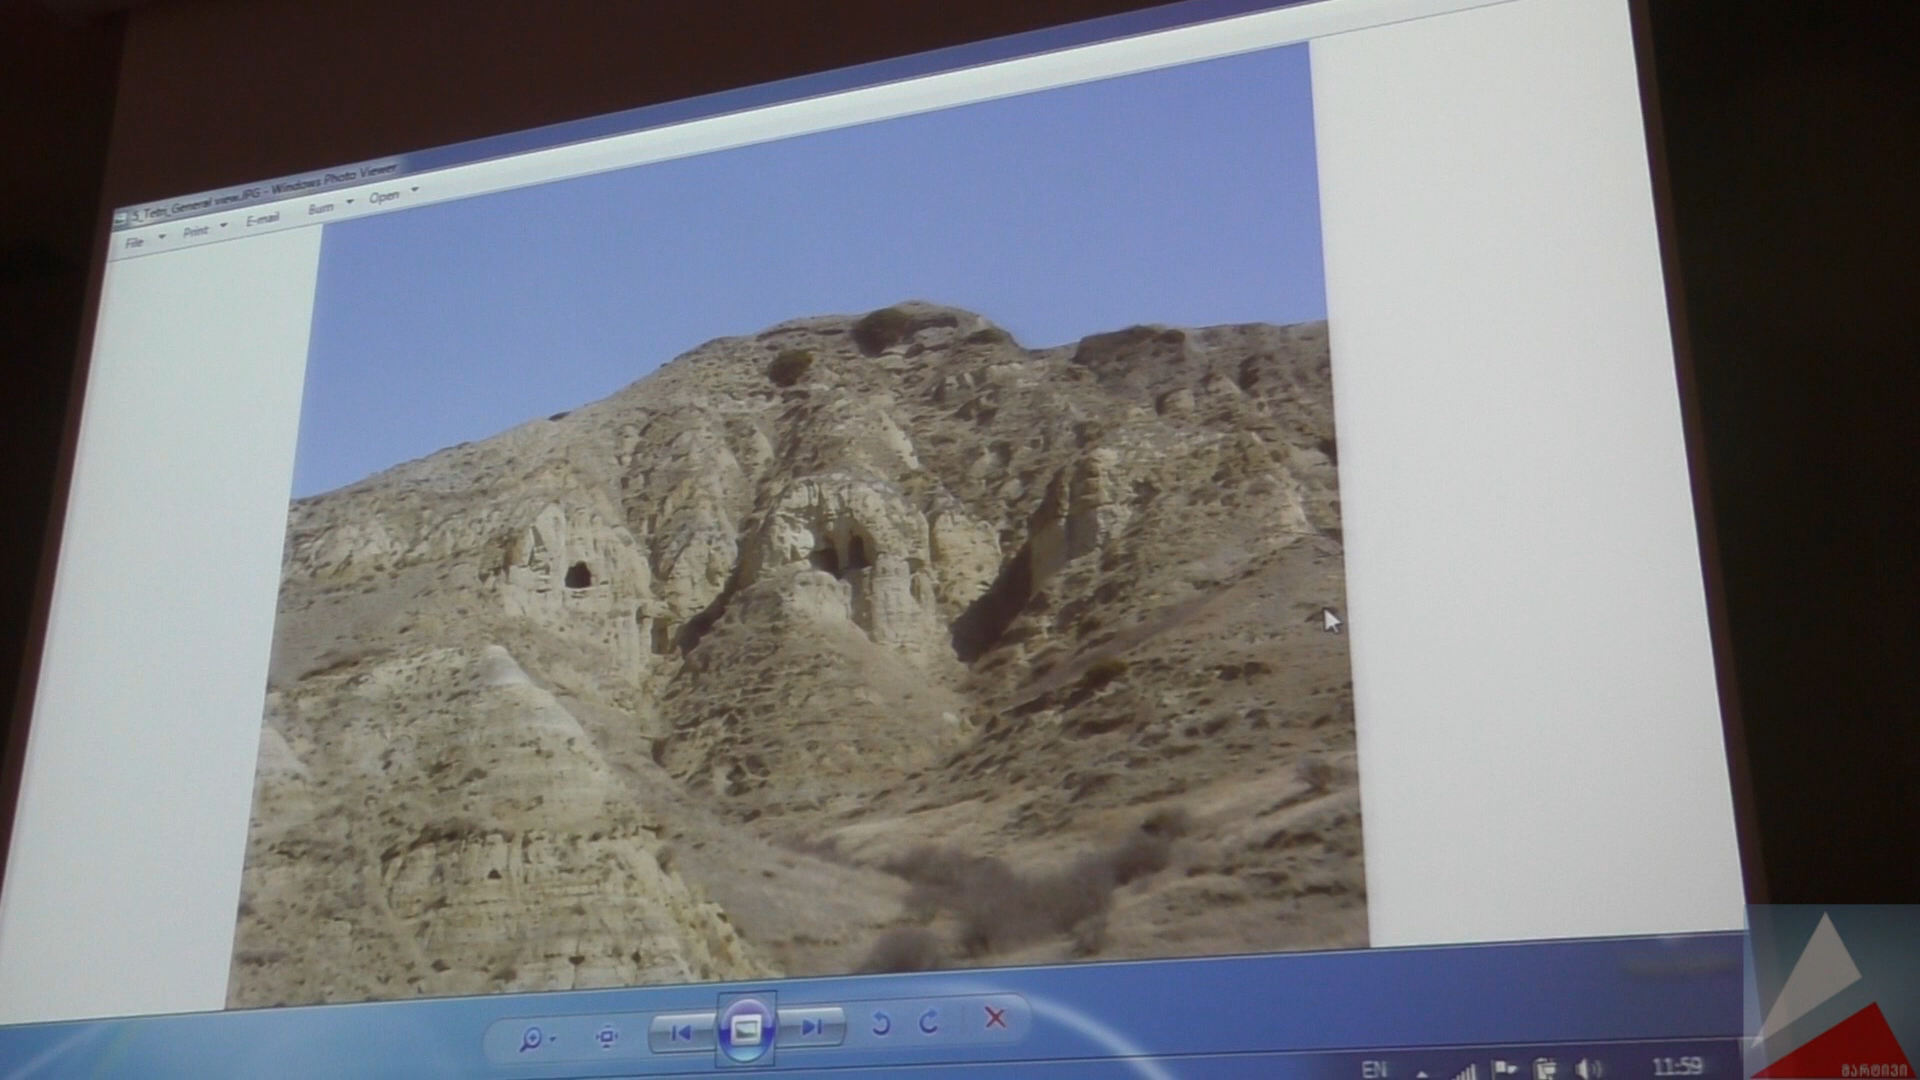 5_Tetri_General view.JPG - Windows Photo Viewer
File Print E-mail Burn Open
EN 11:59
მარტივი